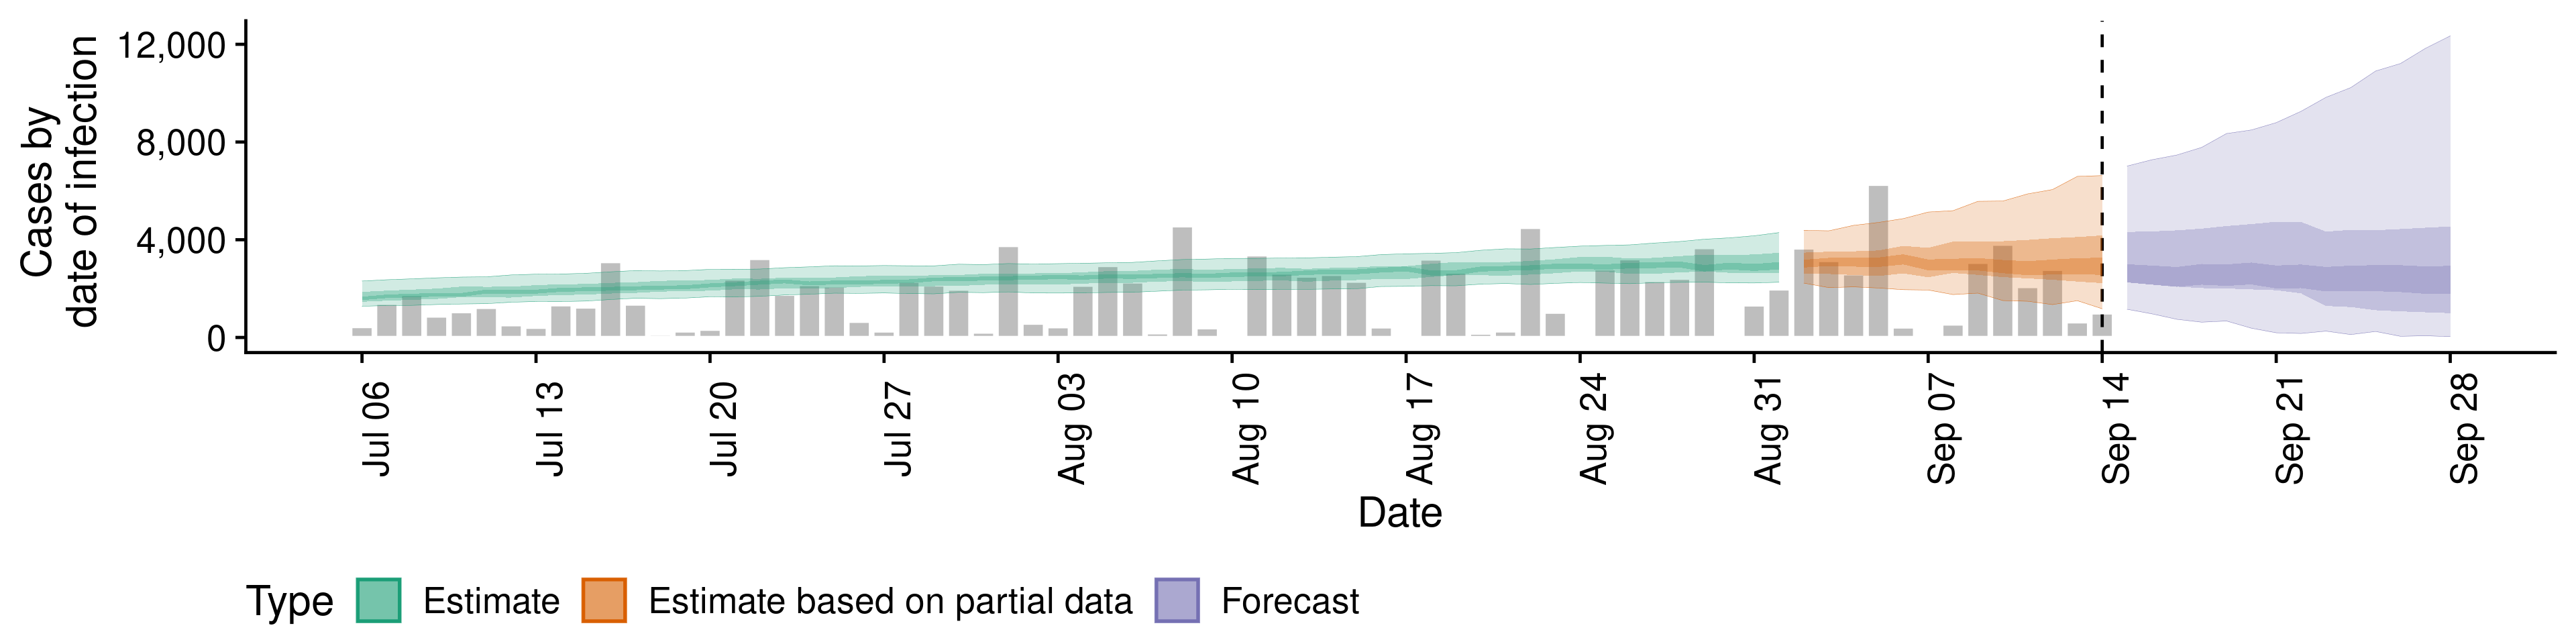 Cases by
date of infection
12,000
8,000
4,000
0
Jul 06
Jul 13
Jul 20
Jul 27
Aug 03
Aug 10
Aug 17
Aug 24
Aug 31
Sep 07
Sep 14
Sep 21
Sep 28
Date
Type
Estimate
Estimate based on partial data
Forecast